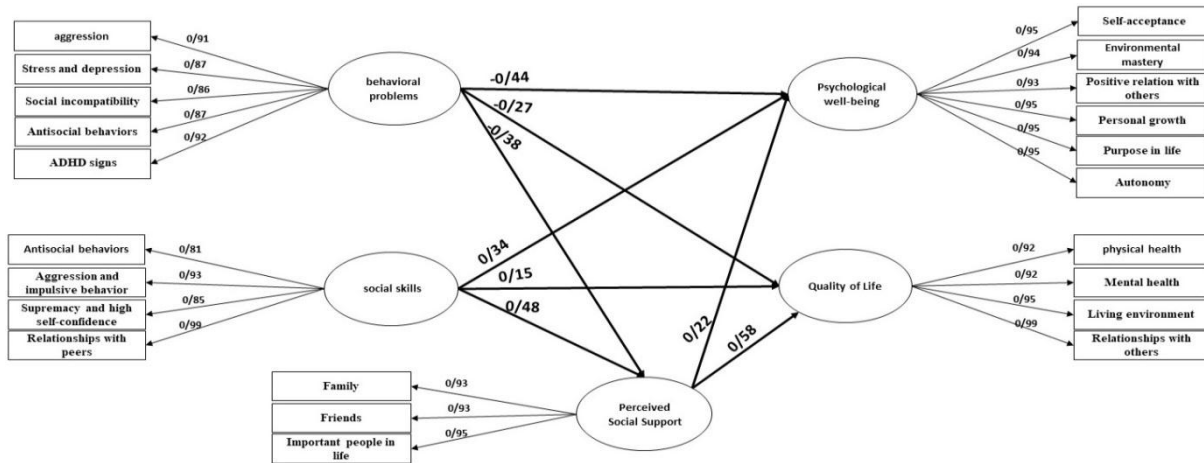 aggression
Stress and depression
Social incompatibility
Antisocial behaviors
ADHD signs
0/91
0/87
0/86
0/87
0/92
behavioral
problems
-0/44
-0/27
-0/38
Psychological
well-being
0/95
0/94
0/93
0/95
0/95
0/95
Self-acceptance
Environmental
mastery
Positive relation with
others
Personal growth
Purpose in life
Autonomy
Antisocial behaviors
Aggression and
impulsive behavior
Supremacy and high
self-confidence
Relationships with
peers
0/81
0/93
0/85
0/99
social skills
0/34
0/15
0/48
0/22
0/58
Quality of Life
0/92
0/92
0/95
0/99
physical health
Mental health
Living environment
Relationships with
others
Family
Friends
Important people in
life
0/93
0/93
0/95
Perceived
Social Support